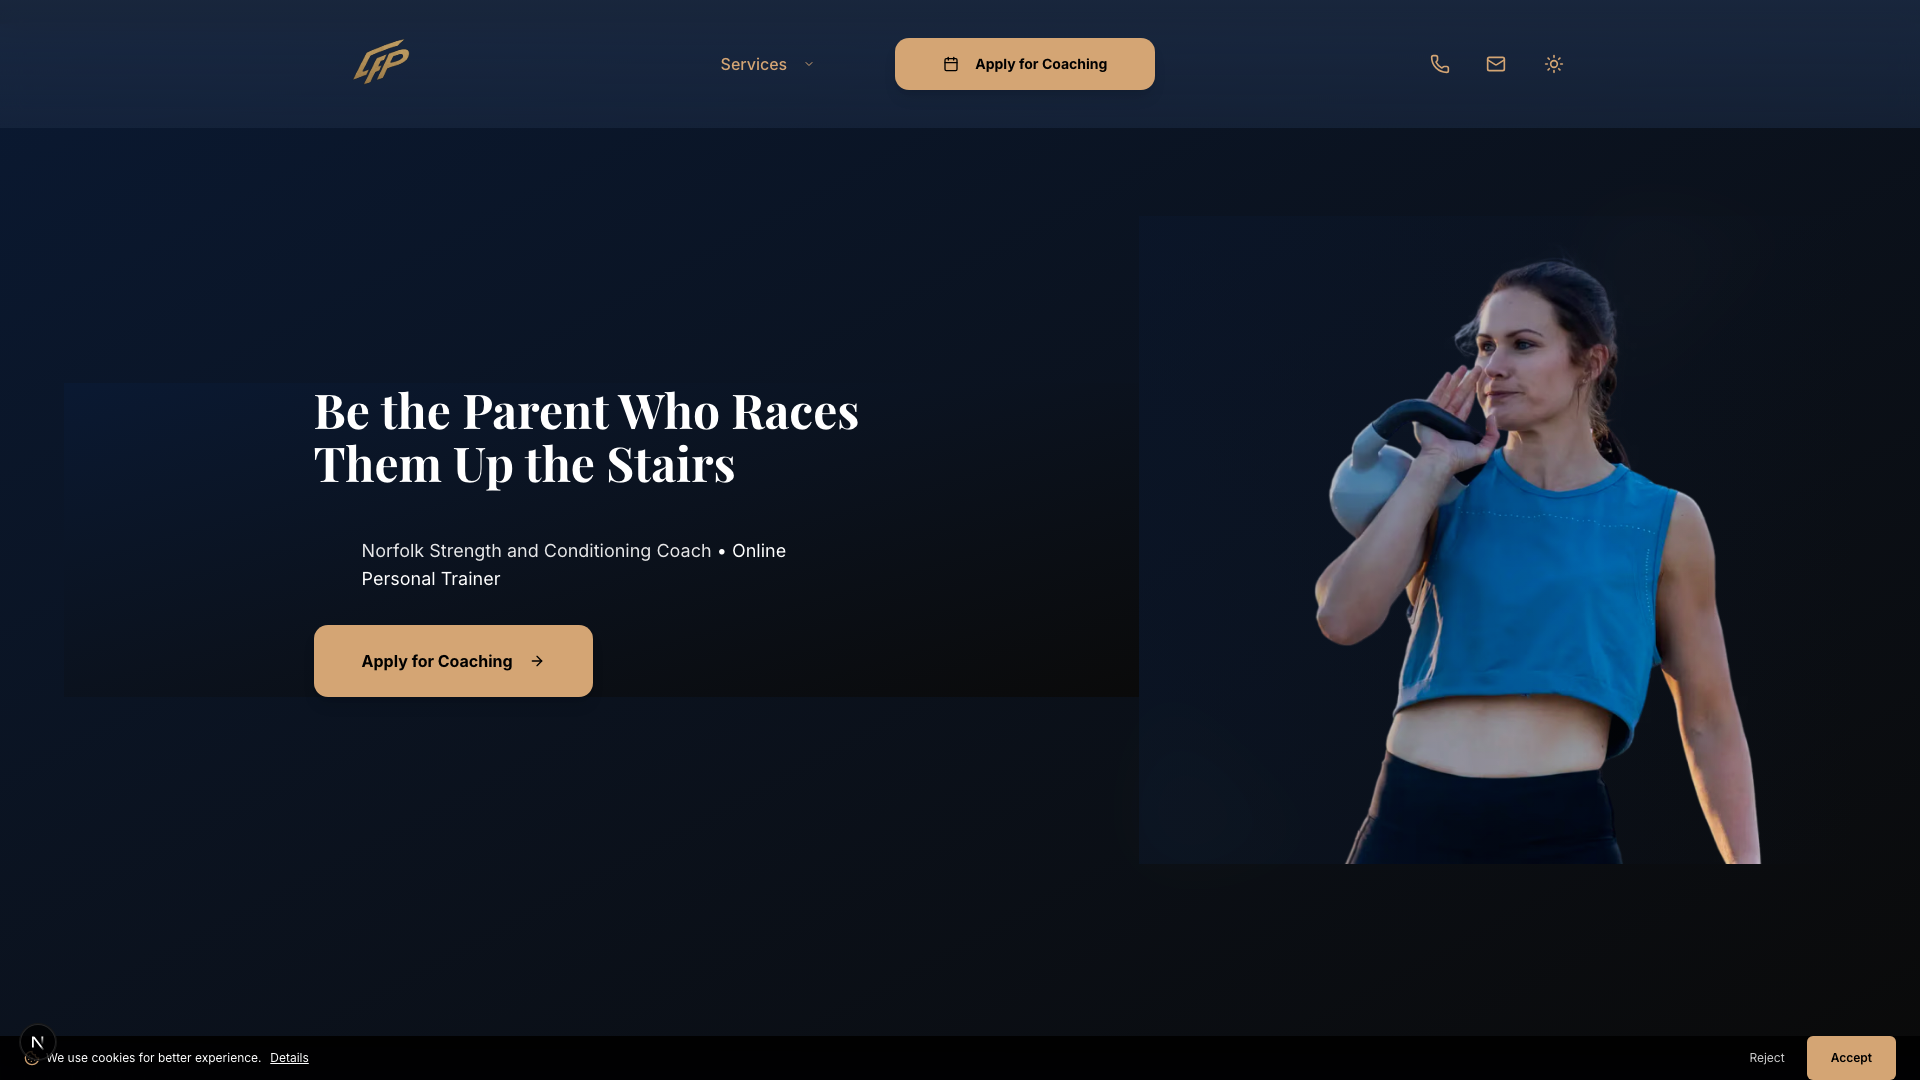 LFP
Services
Apply for Coaching
Be the Parent Who Races
Them Up the Stairs
Norfolk Strength and Conditioning Coach • Online
Personal Trainer
Apply for Coaching
N
We use cookies for better experience. Details
Reject
Accept